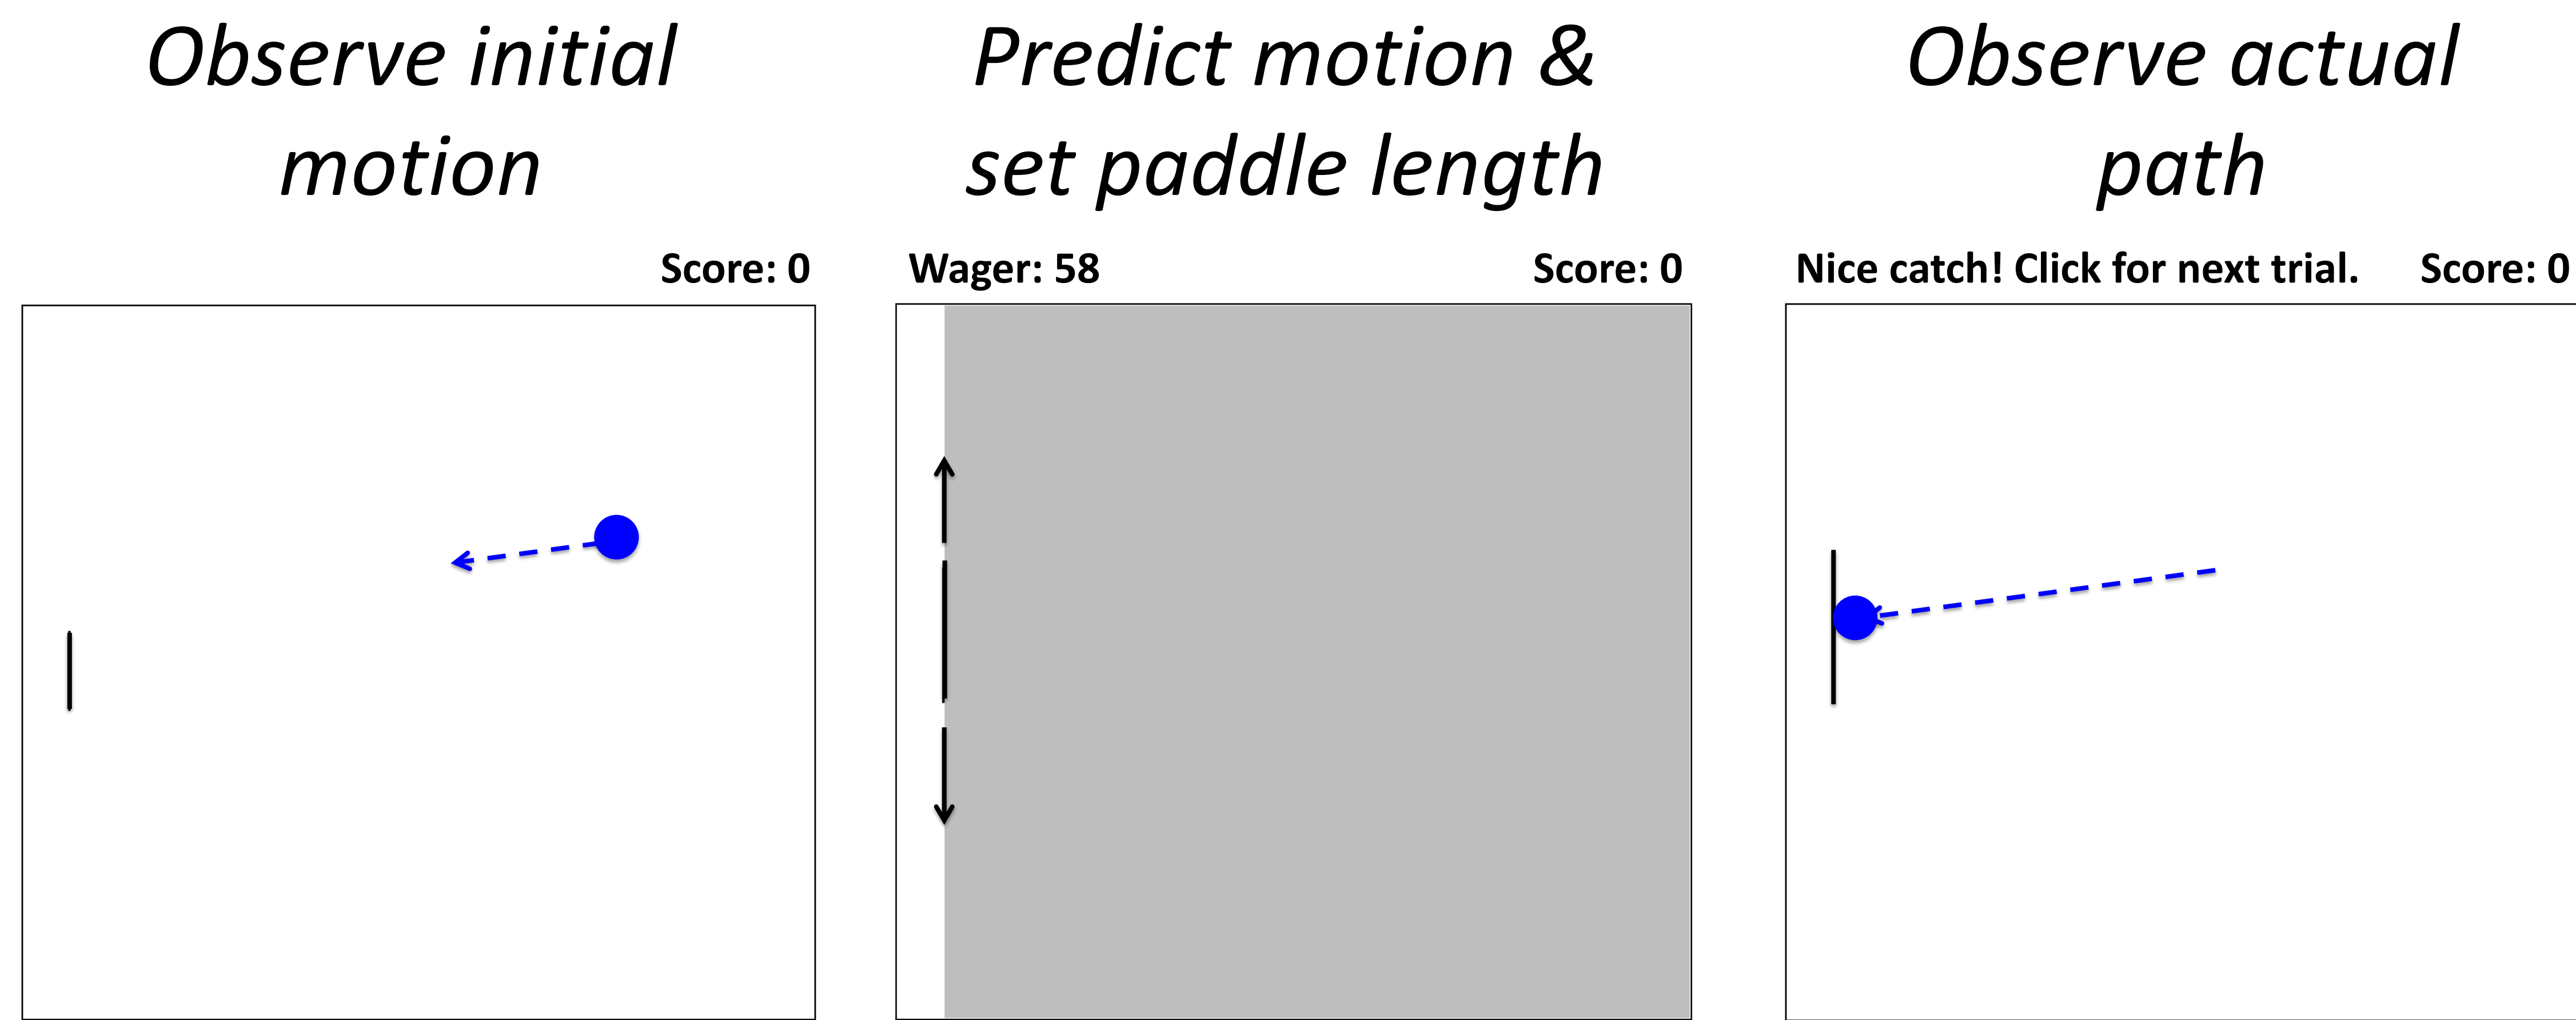 Observe initial
motion
Predict motion &
set paddle length
Observe actual
path
Score: 0
Wager: 58 Score: 0
Nice catch! Click for next trial. Score: 0